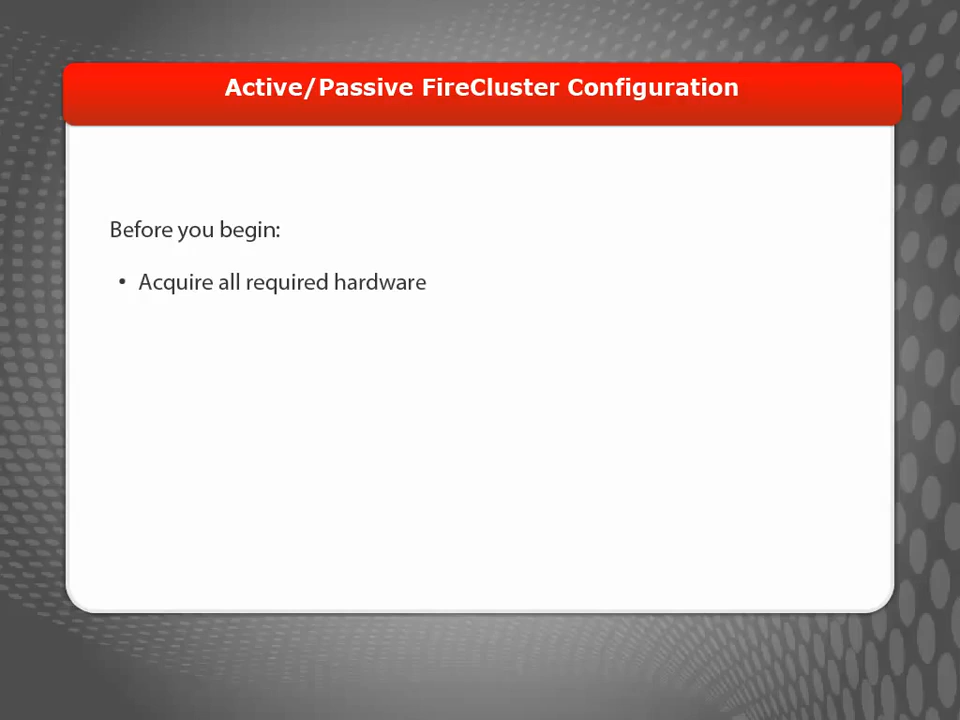 Active/Passive FireCluster Configuration
Before you begin:
• Acquire all required hardware